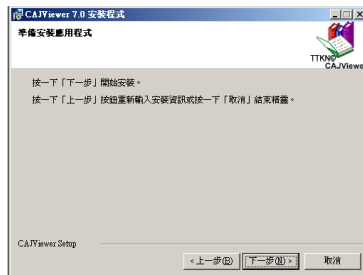 CAJViewer 7.0 安裝程式
準備安裝應用程式
TTKN
CAJViewer
按一下「下一步」開始安裝。
按一下「上一步」按鈕重新輸入安裝資訊或按一下「取消」結束精靈。
CAJViewer Setup
<上一步(B)
下一步(N)>
取消